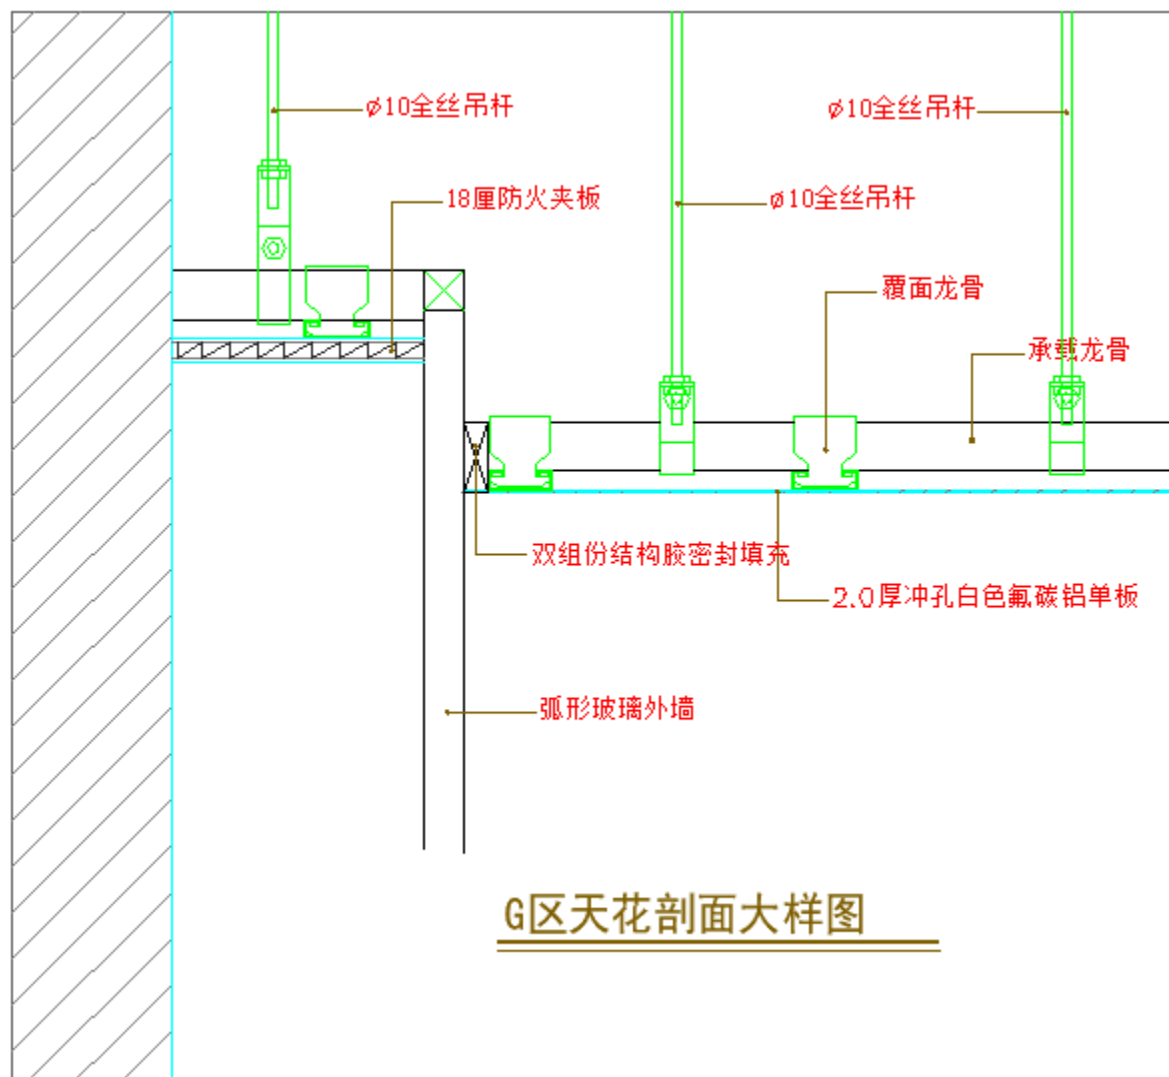 φ10全丝吊杆
φ10全丝吊杆
18厘防火夹板
φ10全丝吊杆
覆面龙骨
承载龙骨
双组份结构胶密封填充
2.0厚冲孔白色氟碳铝单板
弧形玻璃外墙
G区天花剖面大样图